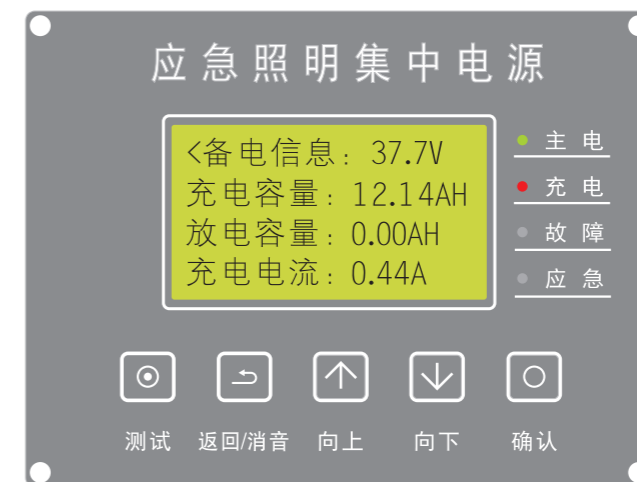 应急照明集中电源
<备电信息: 37.7V
充电容量: 12.14AH
放电容量: 0.00AH
充电电流: 0.44A
主电
充电
故障
应急
测试 返回/消音 向上 向下 确认